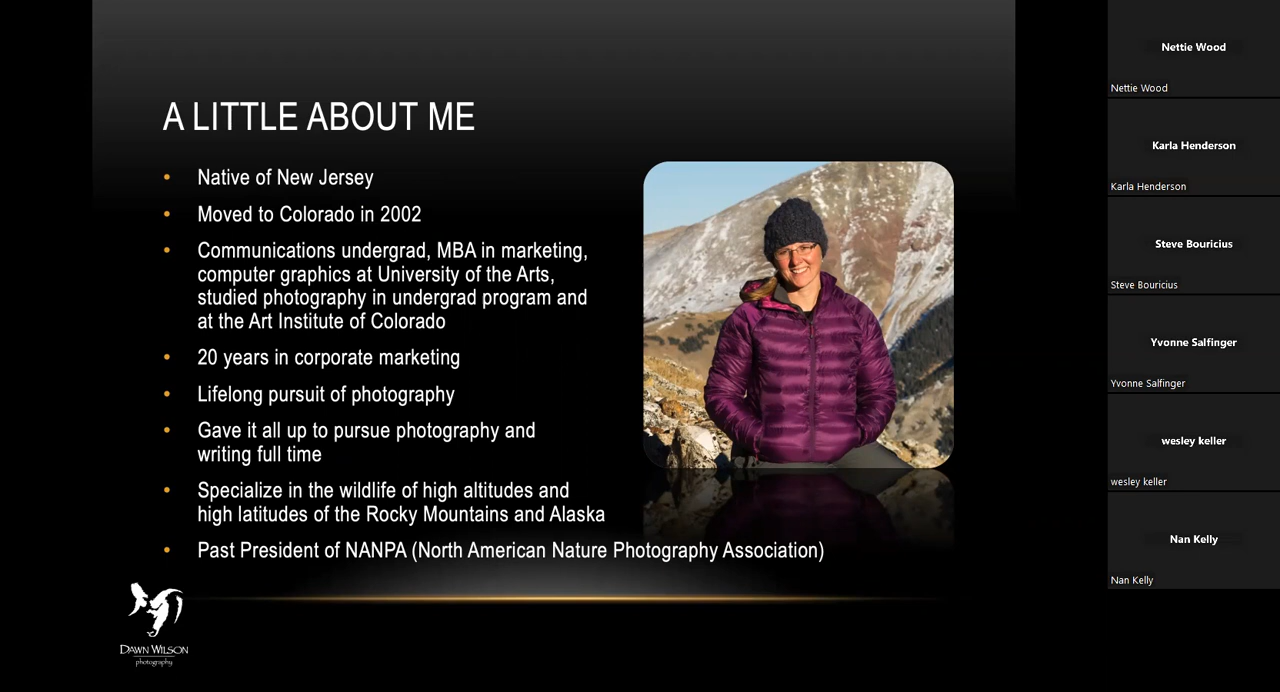 A LITTLE ABOUT ME
• Native of New Jersey
• Moved to Colorado in 2002
• Communications undergrad, MBA in marketing,
computer graphics at University of the Arts,
studied photography in undergrad program and
at the Art Institute of Colorado
• 20 years in corporate marketing
• Lifelong pursuit of photography
• Gave it all up to pursue photography and
writing full time
• Specialize in the wildlife of high altitudes and
high latitudes of the Rocky Mountains and Alaska
• Past President of NANPA (North American Nature Photography Association)
DAWN WILSON
photography
Nettie Wood
Nettie Wood
Karla Henderson
Karla Henderson
Steve Bouricius
Steve Bouricius
Yvonne Salfinger
Yvonne Salfinger
wesley keller
wesley keller
Nan Kelly
Nan Kelly